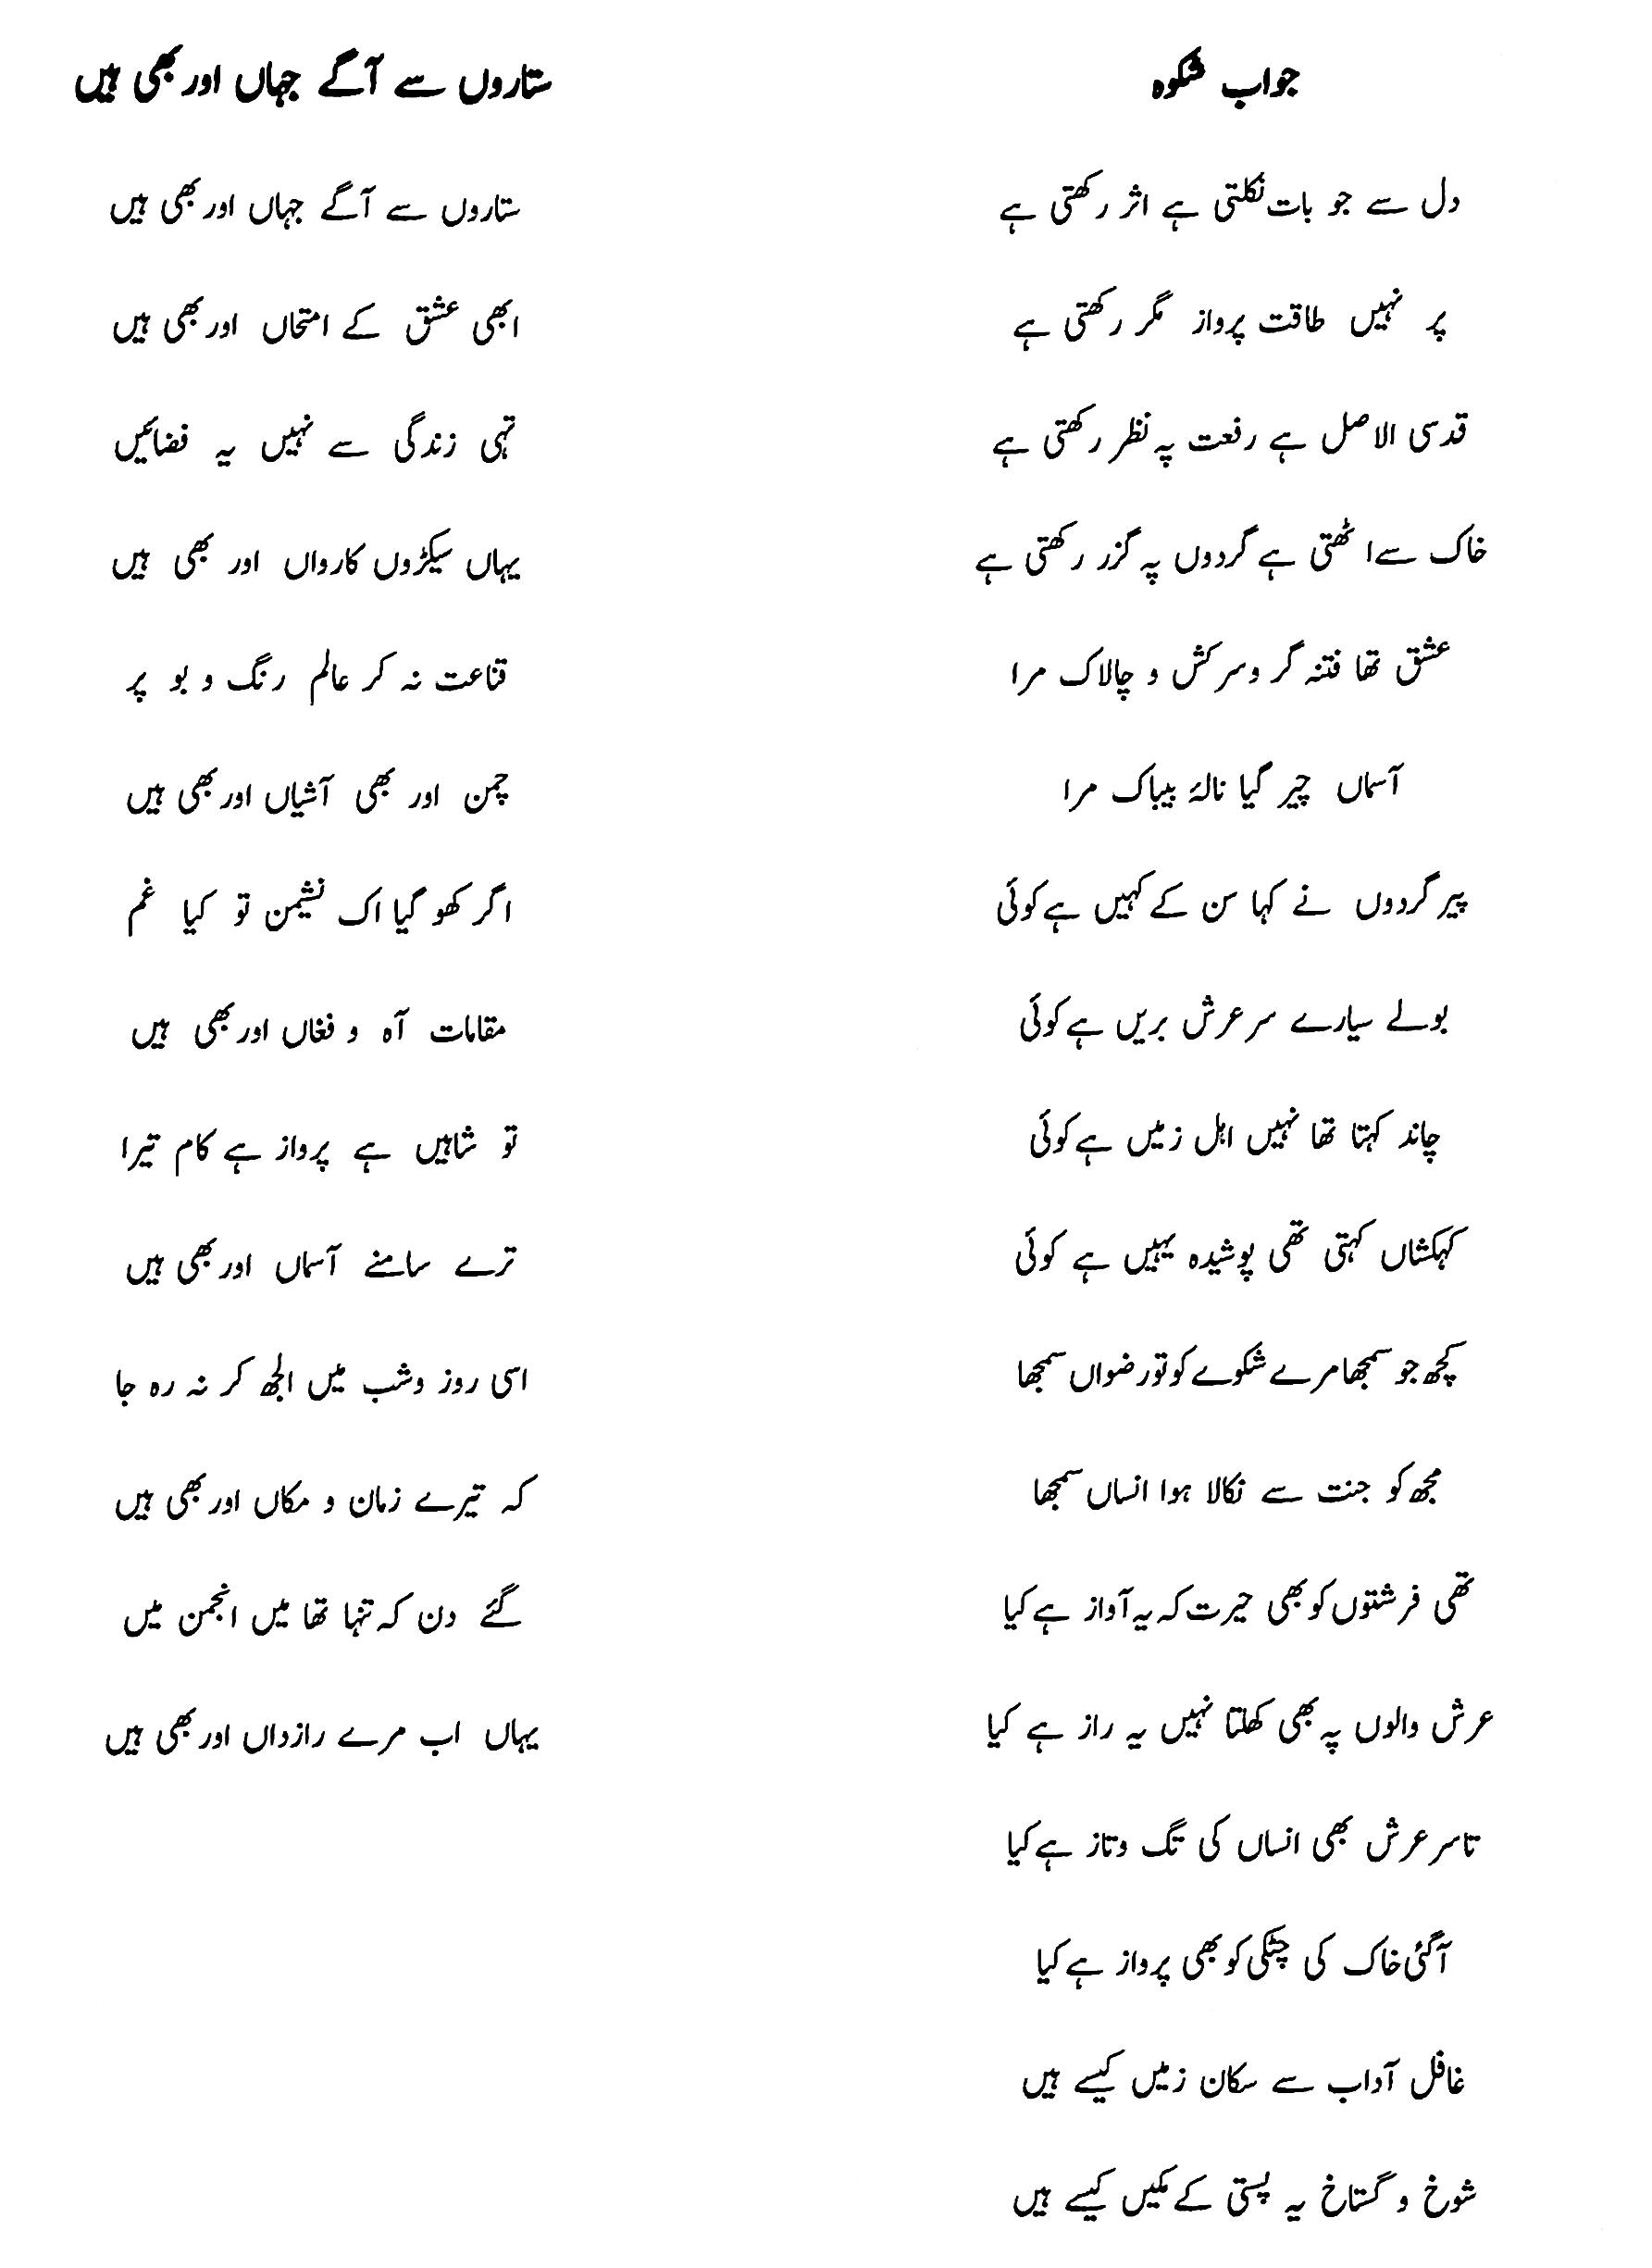 جواب شکوہ
دل سے جو بات نکلتی ہے اثر رکھتی ہے
پر نہیں طاقت پرواز مگر رکھتی ہے
قدسی الاصل ہے رفعت پہ نظر رکھتی ہے
خاک سے اٹھتی ہے گردوں پہ گزر رکھتی ہے
عشق تھا فتنہ گر و سرکش و چالاک مرا
آسماں چیر گیا نالۂ بیباک مرا
پیر گردوں نے کہا سن کے کہیں ہے کوئی
بولے سیارے سر عرش بریں ہے کوئی
چاند کہتا تھا نہیں اہل زمیں ہے کوئی
کہکشاں کہتی تھی پوشیدہ یہیں ہے کوئی
کچھ جو سمجھا مرے شکوے کو تو رضواں سمجھا
مجھ کو جنت سے نکالا ہوا انساں سمجھا
تھی فرشتوں کو بھی حیرت کہ یہ آواز ہے کیا
عرش والوں پہ بھی کھلتا نہیں یہ راز ہے کیا
تا سر عرش بھی انساں کی تگ و تاز ہے کیا
آ گئی خاک کی چٹکی کو بھی پرواز ہے کیا
غافل آداب سے سکان زمیں کیسے ہیں
شوخ و گستاخ یہ پستی کے مکیں کیسے ہیں
ستاروں سے آگے جہاں اور بھی ہیں
ستاروں سے آگے جہاں اور بھی ہیں
ابھی عشق کے امتحاں اور بھی ہیں
تہی زندگی سے نہیں یہ فضائیں
یہاں سیکڑوں کارواں اور بھی ہیں
قناعت نہ کر عالم رنگ و بو پر
چمن اور بھی آشیاں اور بھی ہیں
اگر کھو گیا اک نشیمن تو کیا غم
مقامات آہ و فغاں اور بھی ہیں
تو شاہیں ہے پرواز ہے کام تیرا
ترے سامنے آسماں اور بھی ہیں
اسی روز و شب میں الجھ کر نہ رہ جا
کہ تیرے زمان و مکاں اور بھی ہیں
گئے دن کہ تنہا تھا میں انجمن میں
یہاں اب مرے رازداں اور بھی ہیں